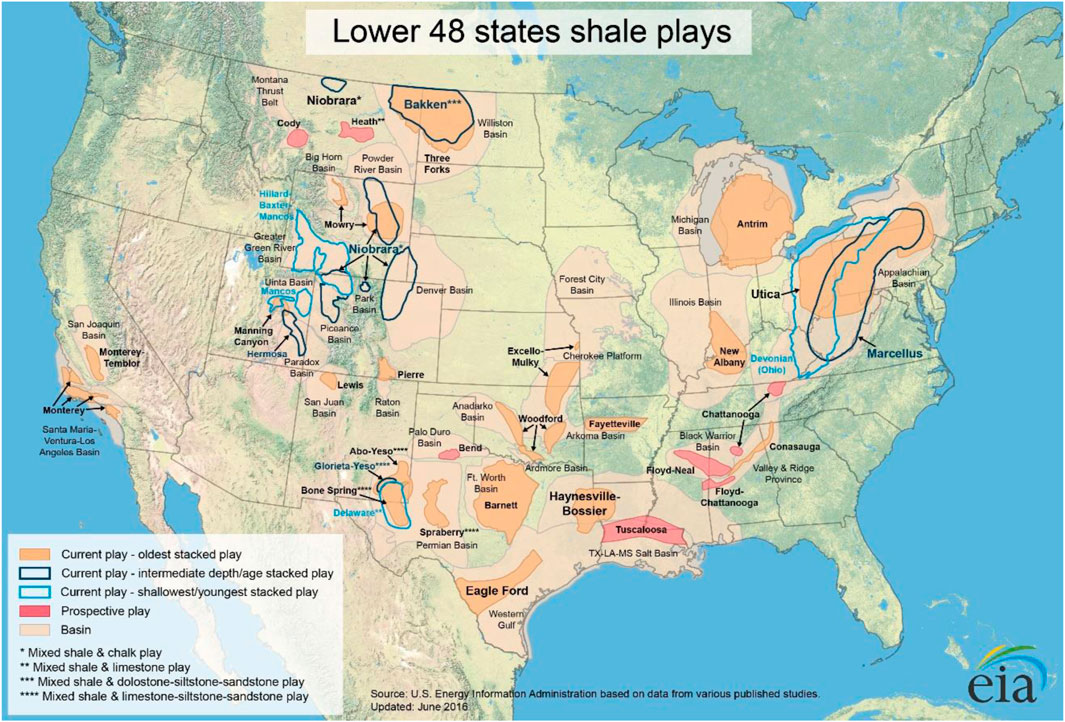 Lower 48 states shale plays
Montana
Thrust
Belt
Niobrara*
Bakken***
Cody
Heath**
Williston
Basin
Big Horn
Basin
Powder
River Basin
Three
Forks
Hillard-
Baxter-
Mancos
Mowry
Greater
Green River
Basin
Niobrara*
Uinta Basin
Mancos
Park
Basin
Denver Basin
Manning
Canyon
Hermosa
Piceance
Basin
Paradox
Basin
San Joaquin
Basin
Monterey-
Temblor
Monterey
Santa Maria-
Ventura-Los
Angeles Basin
Lewis
San Juan
Basin
Pierre
Raton
Basin
Forest City
Basin
Excello-
Mulky
Cherokee Platform
Michigan
Basin
Antrim
Illinois Basin
New
Albany
Utica
Appalachian
Basin
Devonian
(Ohio)
Marcellus
Anadarko
Basin
Woodford
Fayetteville
Arkoma Basin
Ardmore Basin
Palo Duro
Basin
Bend
Chattanooga
Black Warrior
Basin
Conasauga
Floyd-Neal
Valley & Ridge
Province
Floyd-
Chattanooga
Abo-Yeso****
Glorieta-Yeso****
Bone Spring****
Delaware**
Spraberry****
Permian Basin
Ft. Worth
Basin
Barnett
Haynesville-
Bossier
Tuscaloosa
TX-LA-MS Salt Basin
Eagle Ford
Western
Gulf
Current play - oldest stacked play
Current play - intermediate depth/age stacked play
Current play - shallowest/youngest stacked play
Prospective play
Basin
* Mixed shale & chalk play
** Mixed shale & limestone play
*** Mixed shale & dolostone-siltstone-sandstone play
**** Mixed shale & limestone-siltstone-sandstone play
Source: U.S. Energy Information Administration based on data from various published studies.
Updated: June 2016
eia